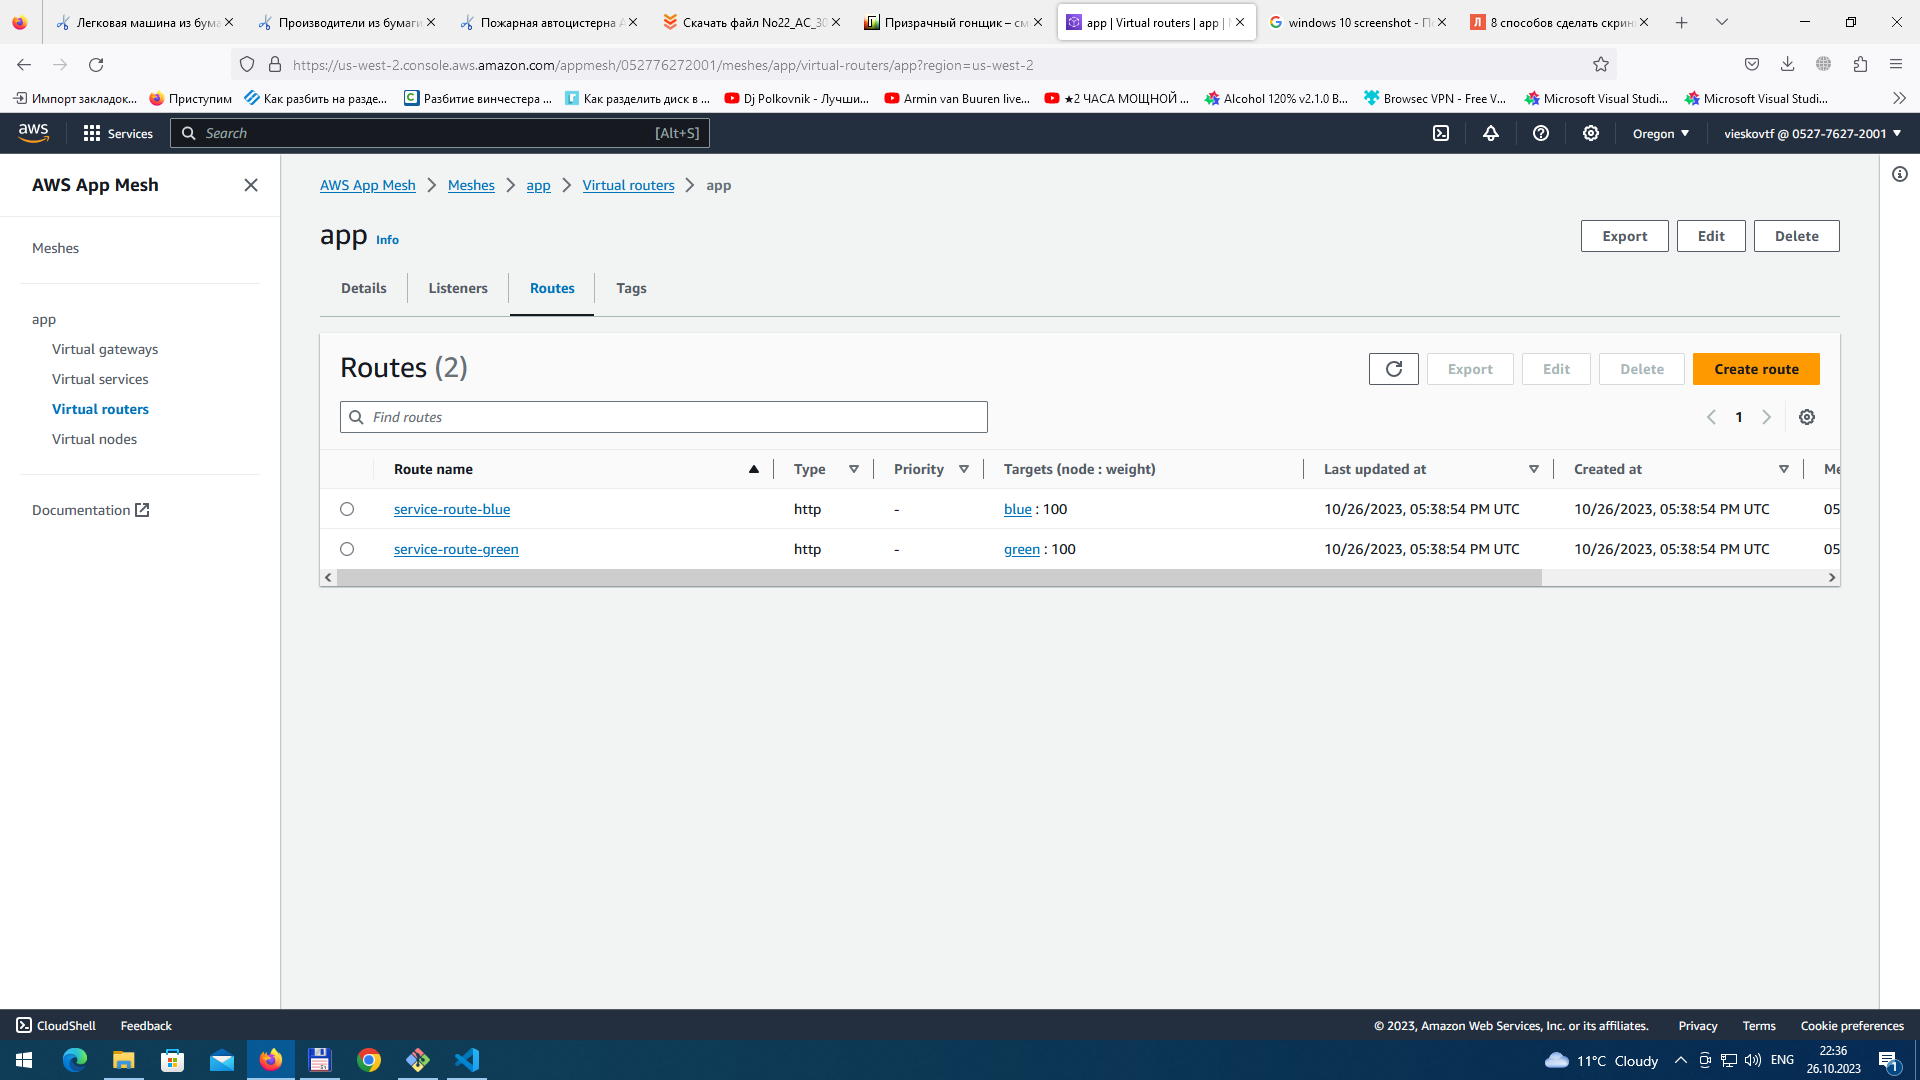 Легковая машина из бума
Производители из бумаги
Пожарная автоцистерна А
Скачать файл No22_AC_30
Призрачный гонщик – см
app | Virtual routers | app |
windows 10 screenshot - По
8 способов сделать скрин
https://us-west-2.console.aws.amazon.com/appmesh/052776272001/meshes/app/virtual-routers/app?region=us-west-2
Импорт закладок...
Приступим
Как разбить на разде...
Разбитие винчестера ...
Как разделить диск в ...
Dj Polkovnik - Лучши...
Armin van Buuren live...
★2 ЧАСА МОЩНОЙ ...
Alcohol 120% v2.1.0 B...
Browsec VPN - Free V...
Microsoft Visual Studi...
Microsoft Visual Studi...
aws
Services
Search [Alt+S]
Oregon
vieskovtf @ 0527-7627-2001
AWS App Mesh
Meshes
app
Virtual gateways
Virtual services
Virtual routers
Virtual nodes
Documentation
AWS App Mesh > Meshes > app > Virtual routers > app
app Info
Export Edit Delete
Details Listeners Routes Tags
Routes (2)
Export Edit Delete Create route
Find routes
1
Route name Type Priority Targets (node : weight) Last updated at Created at Me
service-route-blue http - blue : 100 10/26/2023, 05:38:54 PM UTC 10/26/2023, 05:38:54 PM UTC 05
service-route-green http - green : 100 10/26/2023, 05:38:54 PM UTC 10/26/2023, 05:38:54 PM UTC 05
CloudShell Feedback © 2023, Amazon Web Services, Inc. or its affiliates. Privacy Terms Cookie preferences
11°C Cloudy ENG
22:36
26.10.2023
1